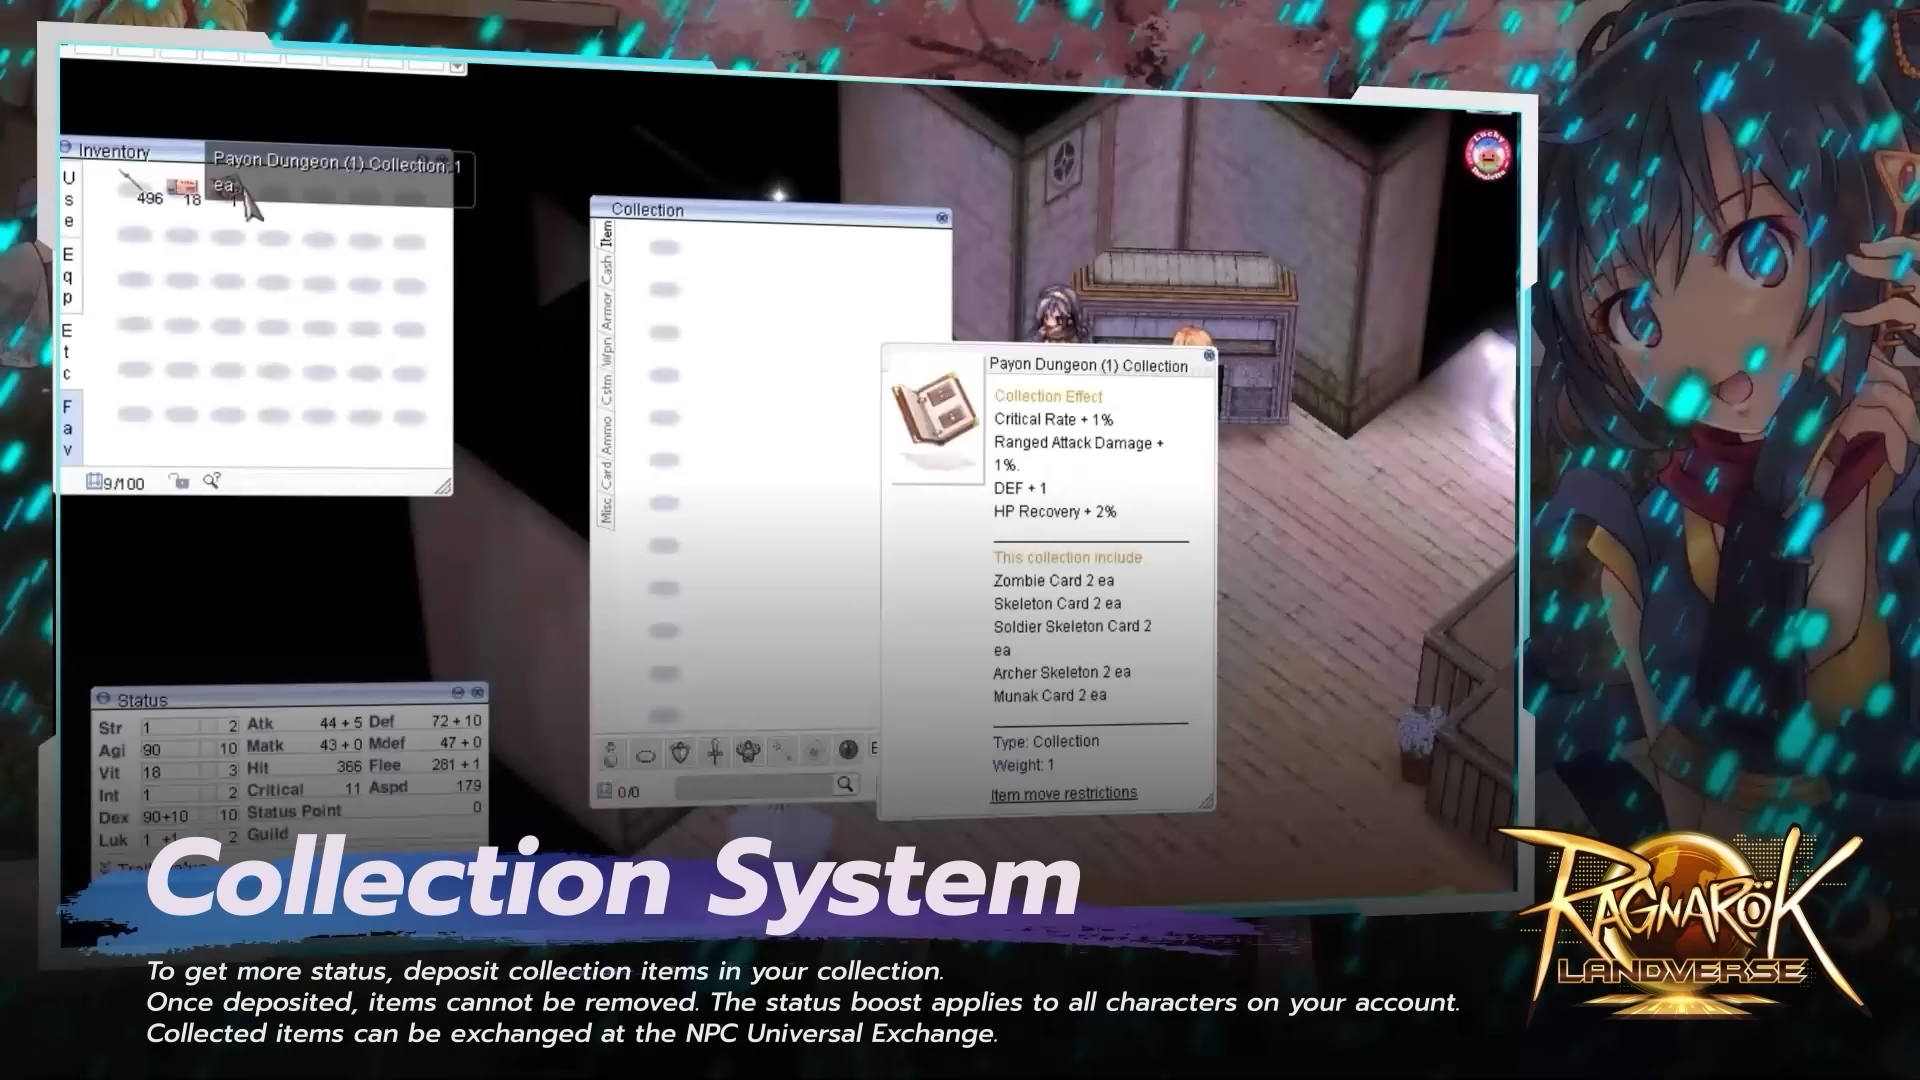 Inventory
Payon Dungeon (1) Collection: 1
ea.
496 18 1
Use
Eqp
Etc
Fav
9/100
Collection
Item
Cash
Armor
Wpn
Cstm
Ammo
Card
Misc
0/0
Payon Dungeon (1) Collection
Collection Effect
Critical Rate + 1%
Ranged Attack Damage +
1%.
DEF + 1
HP Recovery + 2%
This collection include
Zombie Card 2 ea
Skeleton Card 2 ea
Soldier Skeleton Card 2
ea
Archer Skeleton 2 ea
Munak Card 2 ea
Type: Collection
Weight: 1
Item move restrictions
Lucky
Roulette
Status
Str 1 2 Atk 44 + 5 Def 72 + 10
Agi 90 10 Matk 43 + 0 Mdef 47 + 0
Vit 18 3 Hit 366 Flee 281 + 1
Int 1 2 Critical 11 Aspd 179
Dex 90+10 10 Status Point 0
Luk 1 +1 2 Guild
Collection System
To get more status, deposit collection items in your collection.
Once deposited, items cannot be removed. The status boost applies to all characters on your account.
Collected items can be exchanged at the NPC Universal Exchange.
RAGNARÖK
LANDVERSE